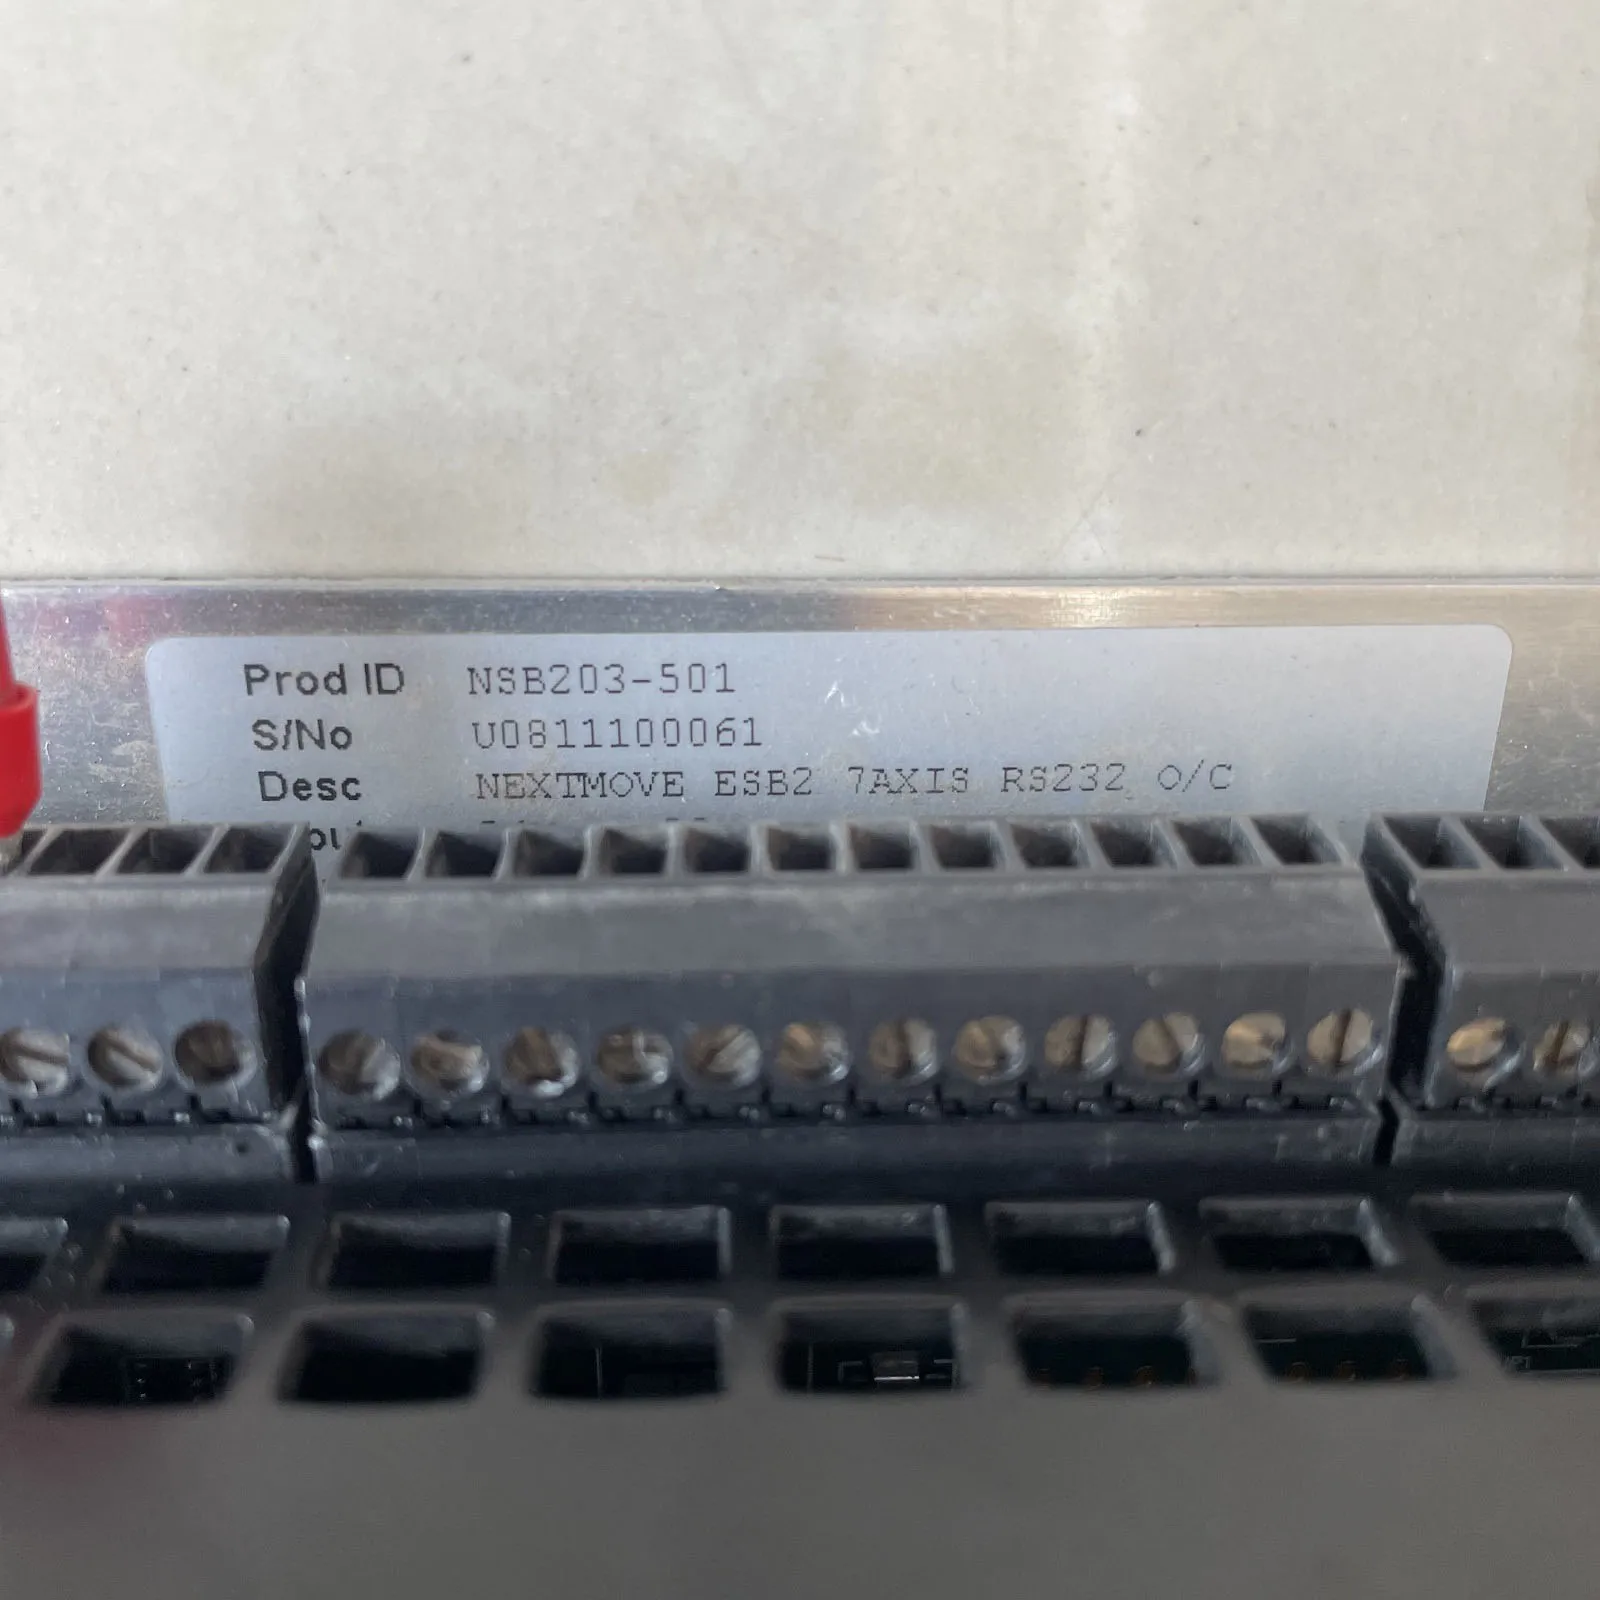 Prod ID NSB203-501
S/No U0811100061
Desc NEXTMOVE ESB2 7AXIS RS232 O/C